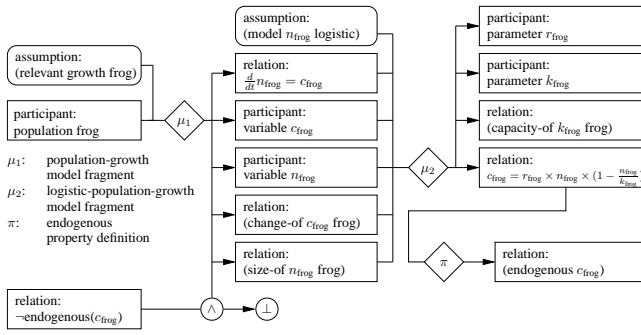 assumption:
(relevant growth frog)
participant:
population frog
μ₁
μ₁: population-growth
model fragment
μ₂: logistic-population-growth
model fragment
π: endogenous
property definition
relation:
¬endogenous(c_frog)
∧
⊥
assumption:
(model n_frog logistic)
relation:
d/dt n_frog = c_frog
participant:
variable c_frog
participant:
variable n_frog
relation:
(change-of c_frog frog)
relation:
(size-of n_frog frog)
μ₂
participant:
parameter r_frog
participant:
parameter k_frog
relation:
(capacity-of k_frog frog)
relation:
c_frog = r_frog × n_frog × (1 − n_frog/k_frog)
π
relation:
(endogenous c_frog)